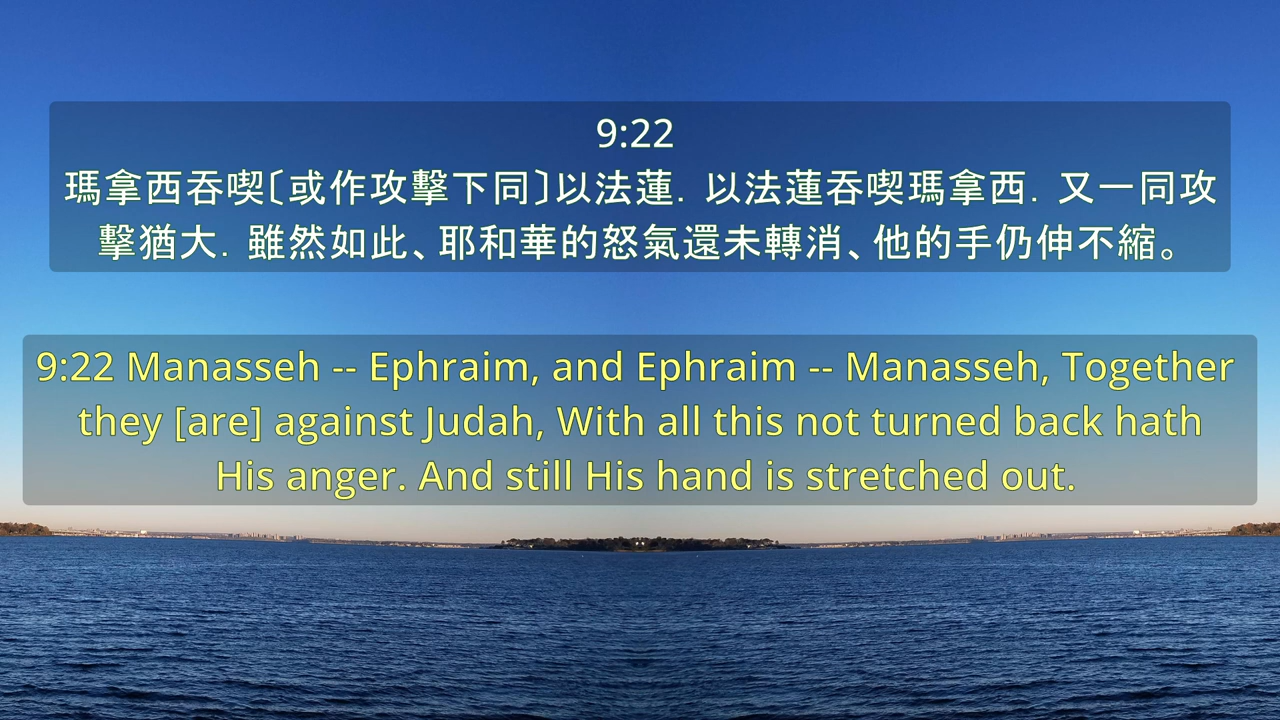 9:22
瑪拿西吞喫〔或作攻擊下同〕以法蓮．以法蓮吞喫瑪拿西．又一同攻
擊猶大．雖然如此、耶和華的怒氣還未轉消、他的手仍伸不縮。
9:22 Manasseh -- Ephraim, and Ephraim -- Manasseh, Together
they [are] against Judah, With all this not turned back hath
His anger. And still His hand is stretched out.